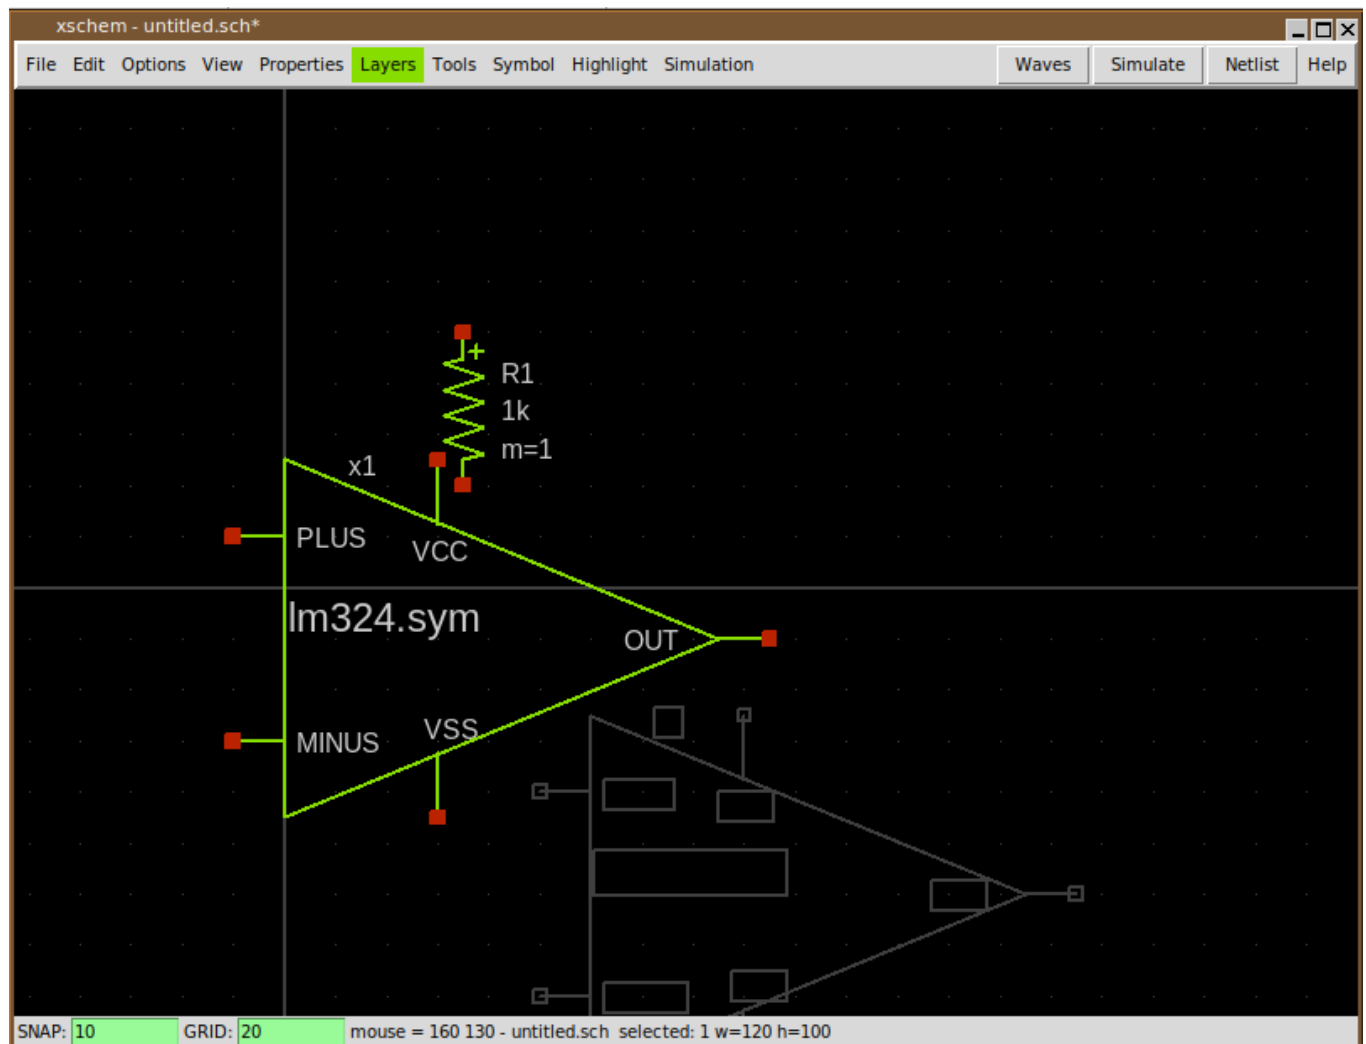 xschem - untitled.sch*
File Edit Options View Properties Layers Tools Symbol Highlight Simulation Waves Simulate Netlist Help
R1
1k
m=1
x1
PLUS
VCC
lm324.sym
OUT
VSS
MINUS
SNAP: 10 GRID: 20 mouse = 160 130 - untitled.sch selected: 1 w=120 h=100